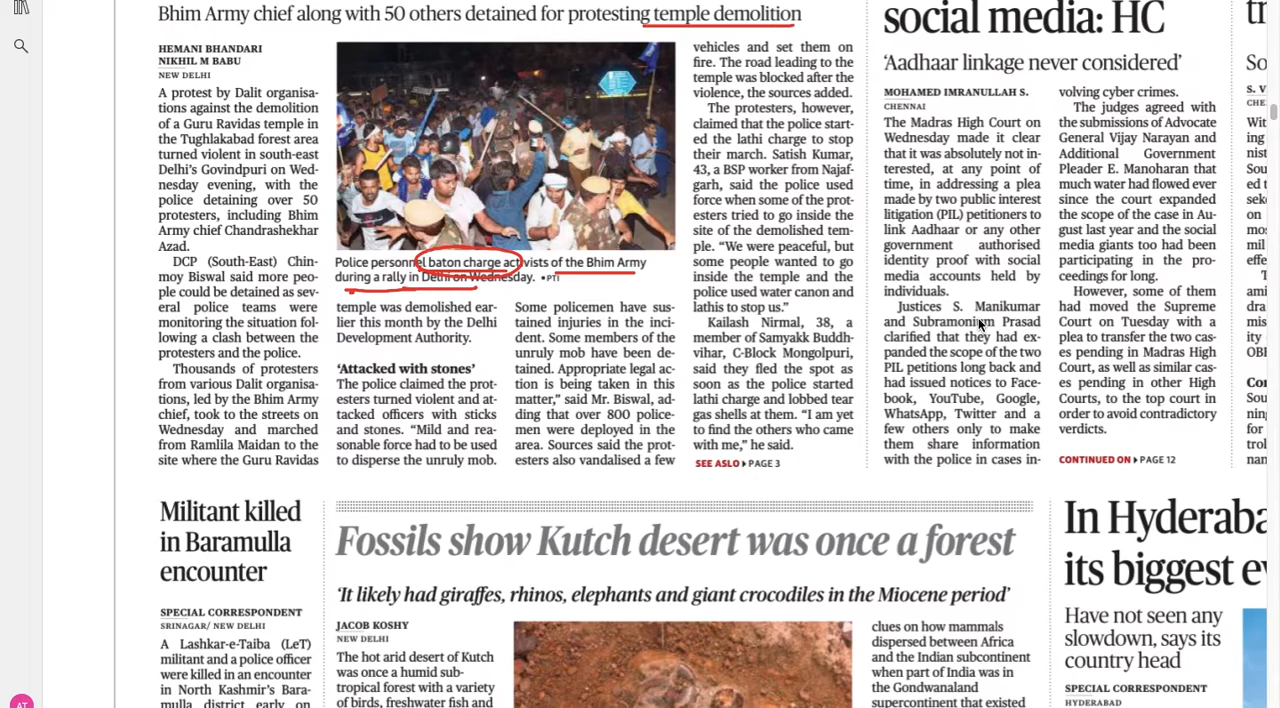 Bhim Army chief along with 50 others detained for protesting temple demolition
HEMANI BHANDARI
NIKHIL M BABU
NEW DELHI
A protest by Dalit organisa-
tions against the demolition
of a Guru Ravidas temple in
the Tughlakabad forest area
turned violent in south-east
Delhi's Govindpuri on Wed-
nesday evening, with the
police detaining over 50
protesters, including Bhim
Army chief Chandrashekhar
Azad.
DCP (South-East) Chin-
moy Biswal said more peo-
ple could be detained as sev-
eral police teams were
monitoring the situation fol-
lowing a clash between the
protesters and the police.
Thousands of protesters
from various Dalit organisa-
tions, led by the Bhim Army
chief, took to the streets on
Wednesday and marched
from Ramlila Maidan to the
site where the Guru Ravidas
Police personnel baton charge activists of the Bhim Army
during a rally in Delhi on Wednesday. • PTI
temple was demolished ear-
lier this month by the Delhi
Development Authority.
'Attacked with stones'
The police claimed the prot-
esters turned violent and at-
tacked officers with sticks
and stones. "Mild and rea-
sonable force had to be used
to disperse the unruly mob.
Some policemen have sus-
tained injuries in the inci-
dent. Some members of the
unruly mob have been de-
tained. Appropriate legal ac-
tion is being taken in this
matter," said Mr. Biswal, ad-
ding that over 800 police-
men were deployed in the
area. Sources said the prot-
esters also vandalised a few
vehicles and set them on
fire. The road leading to the
temple was blocked after the
violence, the sources added.
The protesters, however,
claimed that the police start-
ed the lathi charge to stop
their march. Satish Kumar,
43, a BSP worker from Najaf-
garh, said the police used
force when some of the prot-
esters tried to go inside the
site of the demolished tem-
ple. "We were peaceful, but
some people wanted to go
inside the temple and the
police used water canon and
lathis to stop us."
Kailash Nirmal, 38, a
member of Samyakk Buddh-
vihar, C-Block Mongolpuri,
said they fled the spot as
soon as the police started
lathi charge and lobbed tear
gas shells at them. "I am yet
to find the others who came
with me," he said.
SEE ASLO ▸ PAGE 3
social media: HC
'Aadhaar linkage never considered'
MOHAMED IMRANULLAH S.
CHENNAI
The Madras High Court on
Wednesday made it clear
that it was absolutely not in-
terested, at any point of
time, in addressing a plea
made by two public interest
litigation (PIL) petitioners to
link Aadhaar or any other
government authorised
identity proof with social
media accounts held by
individuals.
Justices S. Manikumar
and Subramonium Prasad
clarified that they had ex-
panded the scope of the two
PIL petitions long back and
had issued notices to Face-
book, YouTube, Google,
WhatsApp, Twitter and a
few others only to make
them share information
with the police in cases in-
volving cyber crimes.
The judges agreed with
the submissions of Advocate
General Vijay Narayan and
Additional Government
Pleader E. Manoharan that
much water had flowed ever
since the court expanded
the scope of the case in Au-
gust last year and the social
media giants too had been
participating in the pro-
ceedings for long.
However, some of them
had moved the Supreme
Court on Tuesday with a
plea to transfer the two cas-
es pending in Madras High
Court, as well as similar cas-
es pending in other High
Courts, to the top court in
order to avoid contradictory
verdicts.
CONTINUED ON ▸ PAGE 12
So
S. V
CHE
Wit
ing
nist
Sou
ed t
sek
on
mos
mil
effe
T
ami
dra
mis
ity
OBI
Con
Sou
ning
for
trol
nan
Militant killed
in Baramulla
encounter
SPECIAL CORRESPONDENT
SRINAGAR/ NEW DELHI
A Lashkar-e-Taiba (LeT)
militant and a police officer
were killed in an encounter
in North Kashmir's Bara-
mulla district early on
Fossils show Kutch desert was once a forest
'It likely had giraffes, rhinos, elephants and giant crocodiles in the Miocene period'
JACOB KOSHY
NEW DELHI
The hot arid desert of Kutch
was once a humid sub-
tropical forest with a variety
of birds, freshwater fish and
clues on how mammals
dispersed between Africa
and the Indian subcontinent
when part of India was in
the Gondwanaland
supercontinent that existed
In Hyderaba
its biggest e
Have not seen any
slowdown, says its
country head
SPECIAL CORRESPONDENT
HYDERABAD
AT